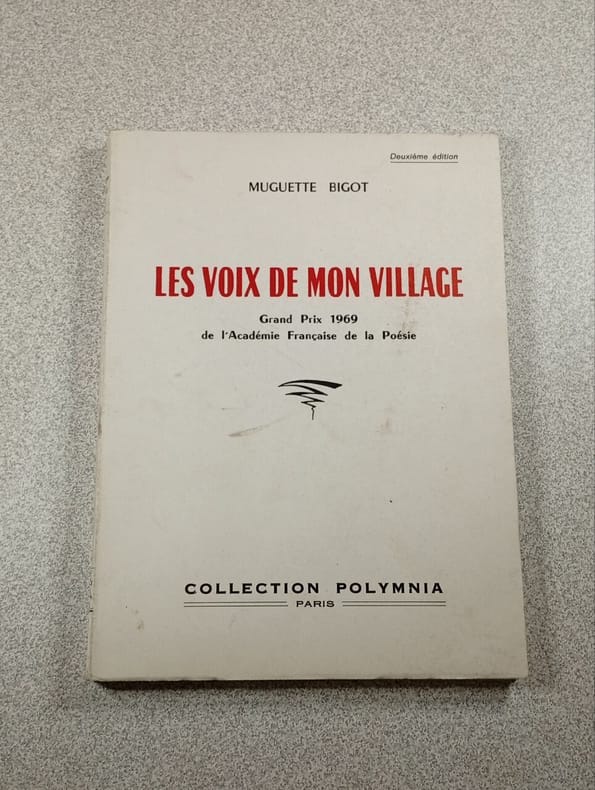 Deuxième édition
MUGUETTE BIGOT
LES VOIX DE MON VILLAGE
Grand Prix 1969
de l'Académie Française de la Poésie
COLLECTION POLYMNIA
PARIS